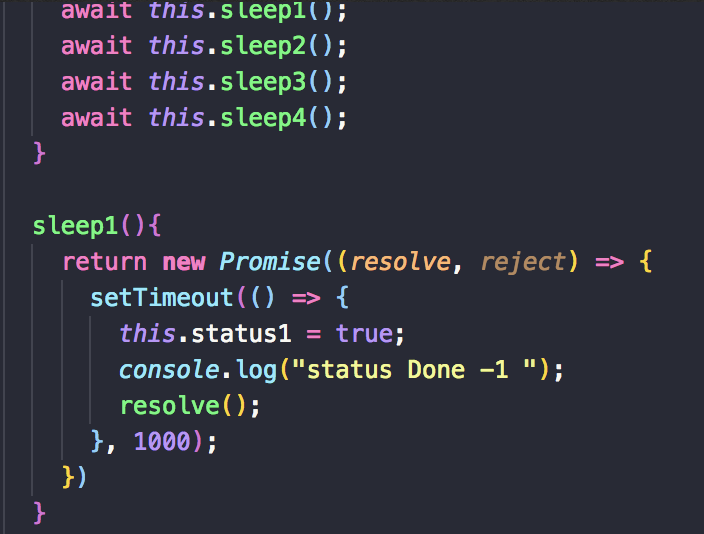 await this.sleep1();
await this.sleep2();
await this.sleep3();
await this.sleep4();
}
sleep1(){
return new Promise((resolve, reject) => {
setTimeout(() => {
this.status1 = true;
console.log("status Done -1 ");
resolve();
}, 1000);
})
}